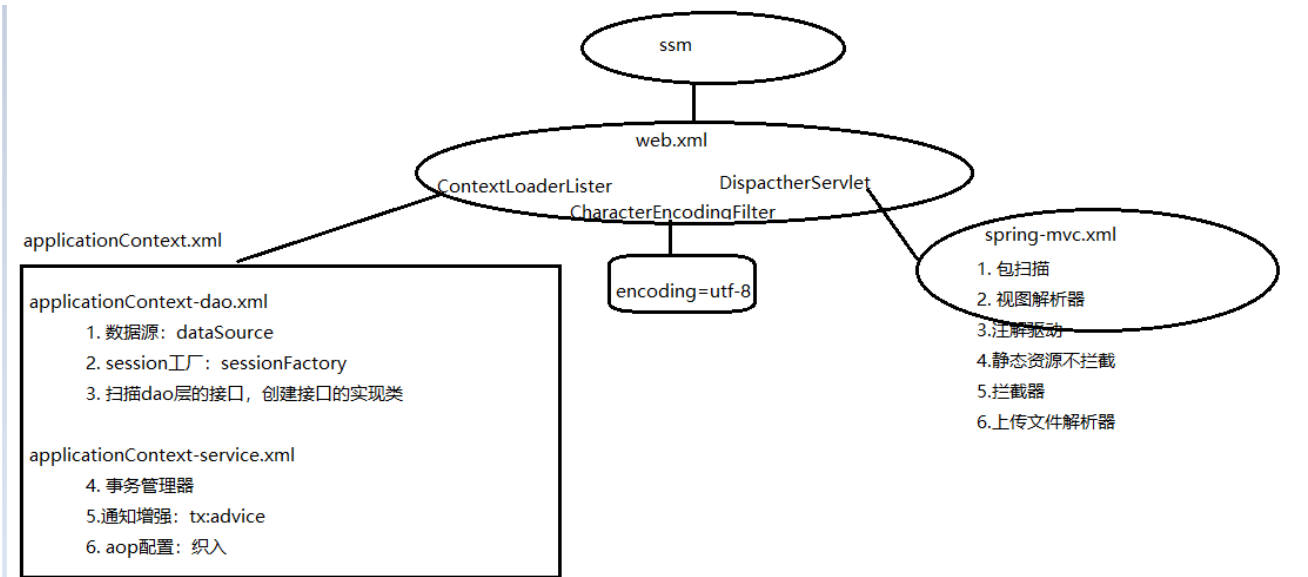 ssm
web.xml
ContextLoaderLister
DispactherServlet
CharacterEncodingFilter
applicationContext.xml
applicationContext-dao.xml
1. 数据源：dataSource
2. session工厂：sessionFactory
3. 扫描dao层的接口，创建接口的实现类
applicationContext-service.xml
4. 事务管理器
5.通知增强：tx:advice
6. aop配置：织入
encoding=utf-8
spring-mvc.xml
1. 包扫描
2. 视图解析器
3.注解驱动
4.静态资源不拦截
5.拦截器
6.上传文件解析器